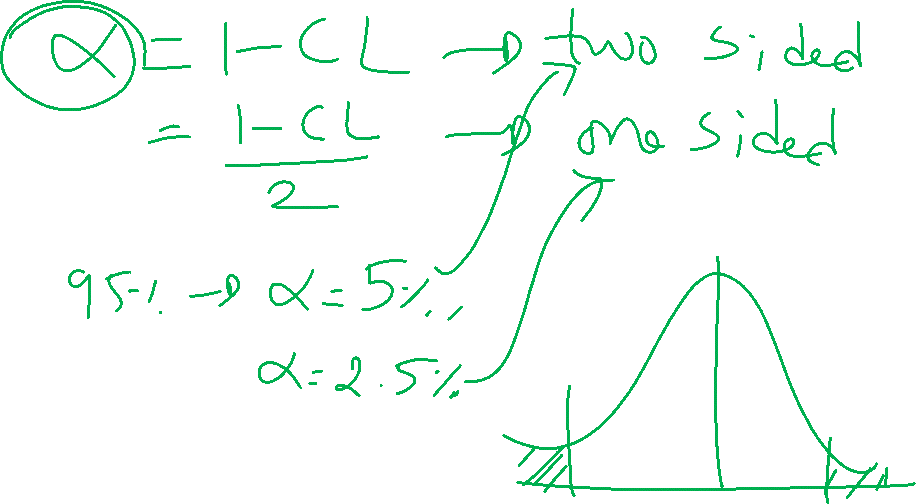 α = 1-CL → two sided
= (1-CL)/2 → one sided
95% → α = 5%,
α = 2.5%